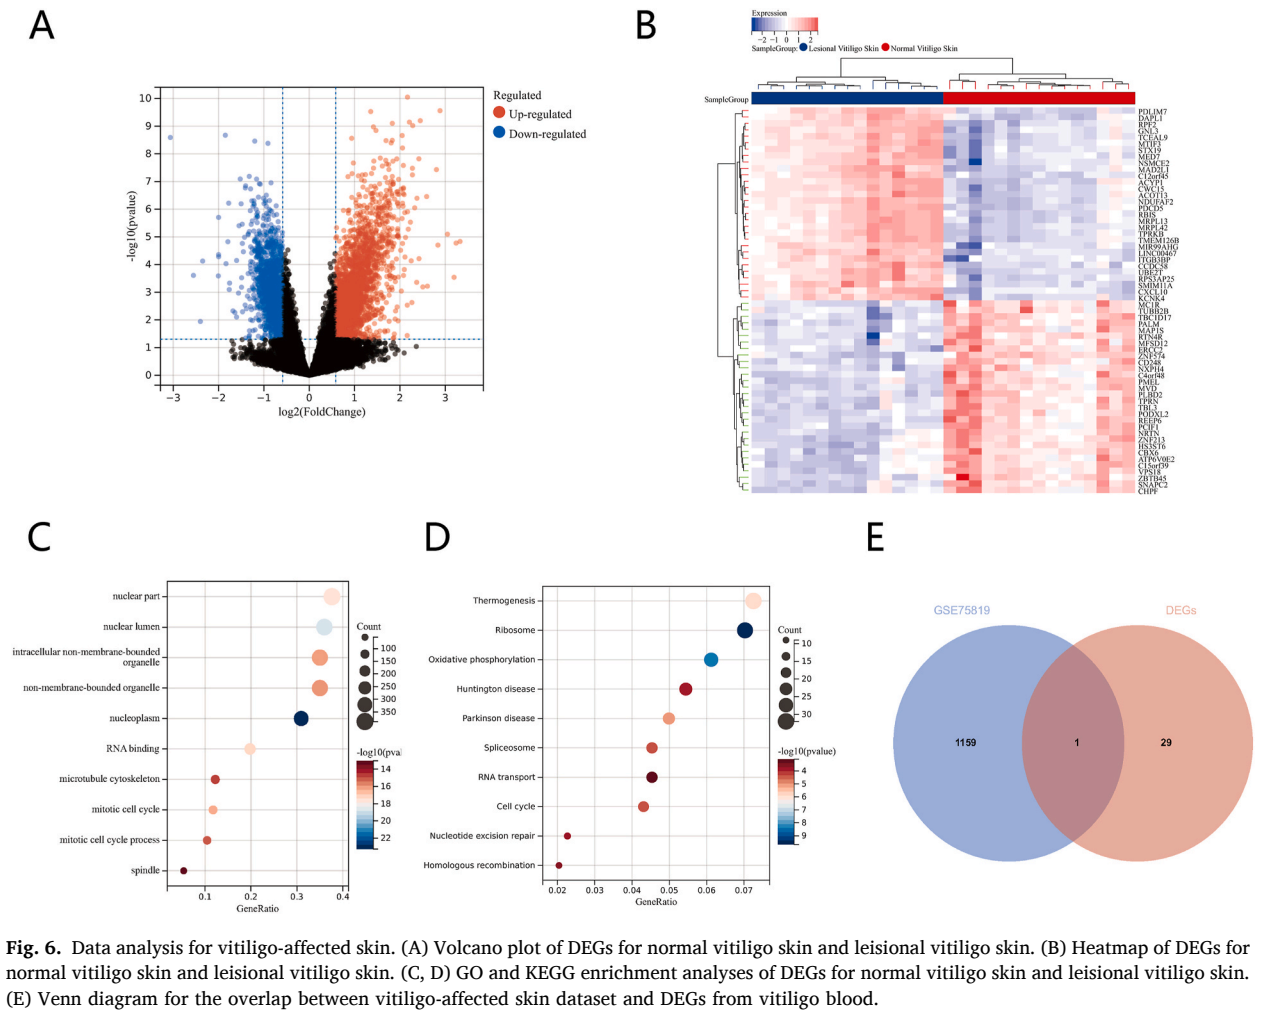 A
Regulated
Up-regulated
Down-regulated
-log10(pvalue)
10
9
8
7
6
5
4
3
2
1
0
−3
−2
−1
0
1
2
3
log2(FoldChange)
B
Expression
−2 −1 0 1 2
SampleGroup: Lesional Vitiligo Skin Normal Vitiligo Skin
SampleGroup
PDLIM7
DAPL1
RPF2
GNL3
TCEAL9
MTIF3
STX19
MED7
NSMCE2
MAD2L1
C12orf45
ACYP1
CWC15
ACOT13
NDUFAF2
PDCD5
RBIS
MRPL13
MRPL42
TPRKB
TMEM126B
MIR99AHG
LINC00467
ITGB3BP
CCDC58
UBE2T
RPS3AP25
SMIM11A
CXCL10
KCNK4
MC1R
TUBB2B
TBC1D17
PALM
MAP1S
RTN4R
MFSD12
ERCC2
ZNF574
CD248
NXPH4
C4orf48
PMEL
MVD
PLBD2
TPRN
TBL3
PODXL2
REEP6
PCIF1
NRTN
ZNF213
HS3ST6
CBX6
ATP6V0E2
C15orf39
VPS18
ZBTB45
SNAPC2
CHPF
C
nuclear part
nuclear lumen
intracellular non-membrane-bounded
organelle
non-membrane-bounded organelle
nucleoplasm
RNA binding
microtubule cytoskeleton
mitotic cell cycle
mitotic cell cycle process
spindle
0.1
0.2
0.3
0.4
GeneRatio
Count
100
150
200
250
300
350
-log10(pval
14
16
18
20
22
D
Thermogenesis
Ribosome
Oxidative phosphorylation
Huntington disease
Parkinson disease
Spliceosome
RNA transport
Cell cycle
Nucleotide excision repair
Homologous recombination
0.02
0.03
0.04
0.05
0.06
0.07
GeneRatio
Count
10
15
20
25
30
-log10(pvalue)
4
5
6
7
8
9
E
GSE75819
DEGs
1159
1
29
Fig. 6. Data analysis for vitiligo-affected skin. (A) Volcano plot of DEGs for normal vitiligo skin and leisional vitiligo skin. (B) Heatmap of DEGs for
normal vitiligo skin and leisional vitiligo skin. (C, D) GO and KEGG enrichment analyses of DEGs for normal vitiligo skin and leisional vitiligo skin.
(E) Venn diagram for the overlap between vitiligo-affected skin dataset and DEGs from vitiligo blood.